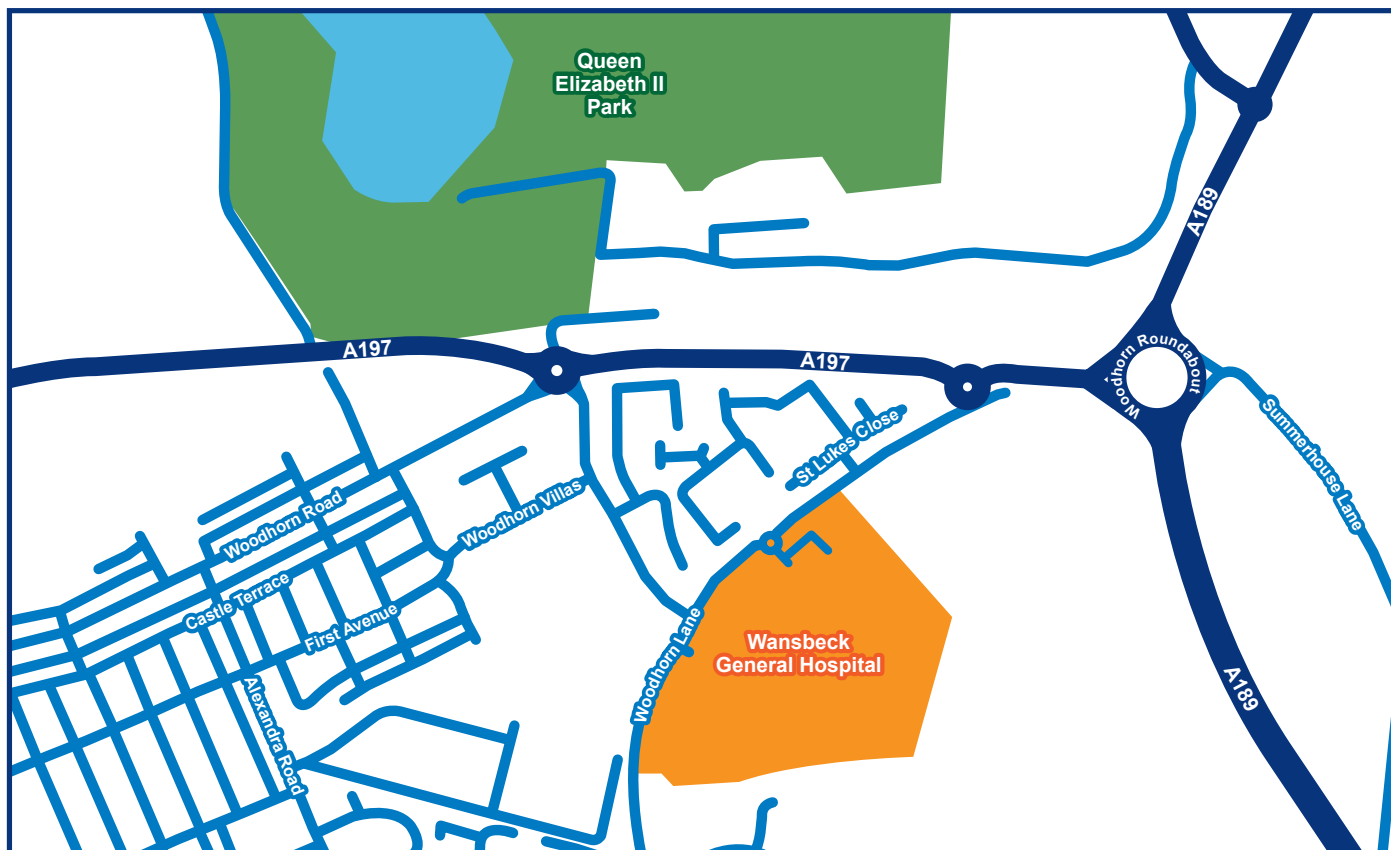 Queen
Elizabeth II
Park
A189
A197
A197
Woodhorn Roundabout
Summerhouse Lane
St Lukes Close
Woodhorn Road
Woodhorn Villas
Castle Terrace
First Avenue
Woodhorn Lane
Wansbeck
General Hospital
Alexandra Road
A189